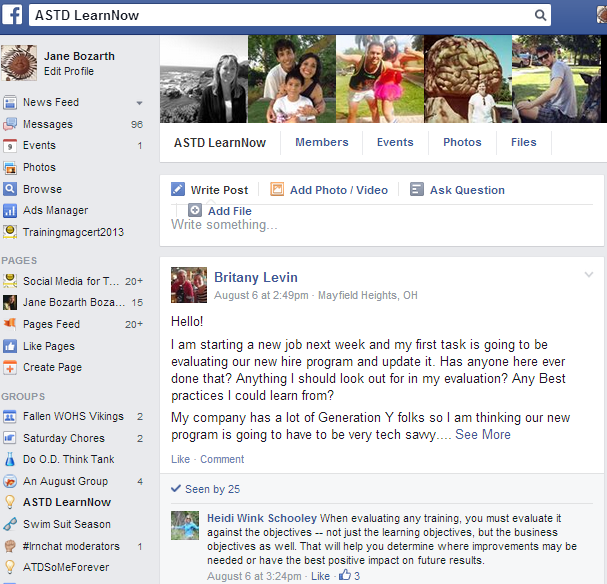 ASTD LearnNow
Jane Bozarth
Edit Profile
News Feed
Messages 96
Events 1
Photos
Browse
Ads Manager
Trainingmagcert2013
PAGES
Social Media for T... 20+
Jane Bozarth Boza... 15
Pages Feed 20+
Like Pages
Create Page
GROUPS
Fallen WOHS Vikings 2
Saturday Chores 2
Do O.D. Think Tank
An August Group 4
ASTD LearnNow
Swim Suit Season
#lrnchat moderators 1
ATDSoMeForever
ASTD LearnNow Members Events Photos Files
Write Post Add Photo / Video Ask Question
Add File
Write something...
Britany Levin
August 6 at 2:49pm · Mayfield Heights, OH
Hello!
I am starting a new job next week and my first task is going to be
evaluating our new hire program and update it. Has anyone here ever
done that? Anything I should look out for in my evaluation? Any Best
practices I could learn from?
My company has a lot of Generation Y folks so I am thinking our new
program is going to have to be very tech savvy.... See More
Like · Comment
Seen by 25
Heidi Wink Schooley When evaluating any training, you must evaluate it
against the objectives -- not just the learning objectives, but the business
objectives as well. That will help you determine where improvements may be
needed or have the best positive impact on future results.
August 6 at 3:24pm · Like · 3